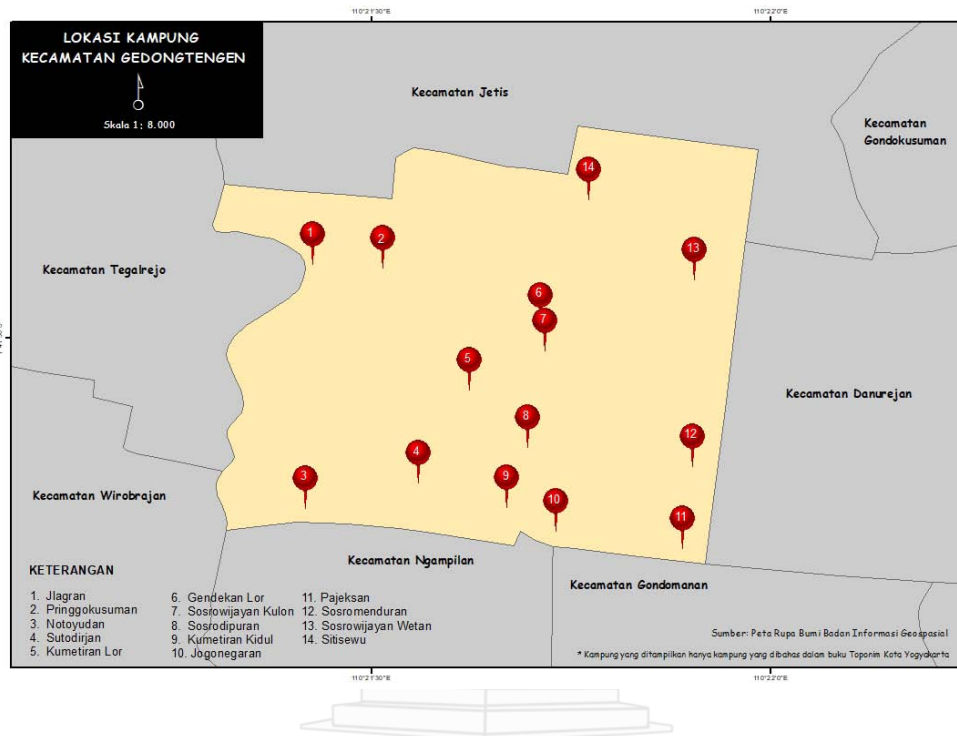 110°21'30"E
110°22'0"E
LOKASI KAMPUNG
KECAMATAN GEDONGTENGEN
Skala 1 : 8.000
Kecamatan Jetis
Kecamatan
Gondokusuman
14
1
2
13
Kecamatan Tegalrejo
6
7
5
Kecamatan Danurejan
8
12
4
3
9
Kecamatan Wirobrajan
10
11
Kecamatan Ngampilan
KETERANGAN
Kecamatan Gondomanan
1. Jlagran
2. Pringgokusuman
3. Notoyudan
4. Sutodirjan
5. Kumetiran Lor
6. Gendekan Lor
7. Sosrowijayan Kulon
8. Sosrodipuran
9. Kumetiran Kidul
10. Jogonegaran
11. Pajeksan
12. Sosromenduran
13. Sosrowijayan Wetan
14. Sitisewu
Sumber: Peta Rupa Bumi Badan Informasi Geospasial
* Kampung yang ditampilkan hanya kampung yang dibahas dalam buku Toponim Kota Yogyakarta
110°21'30"E
110°22'0"E